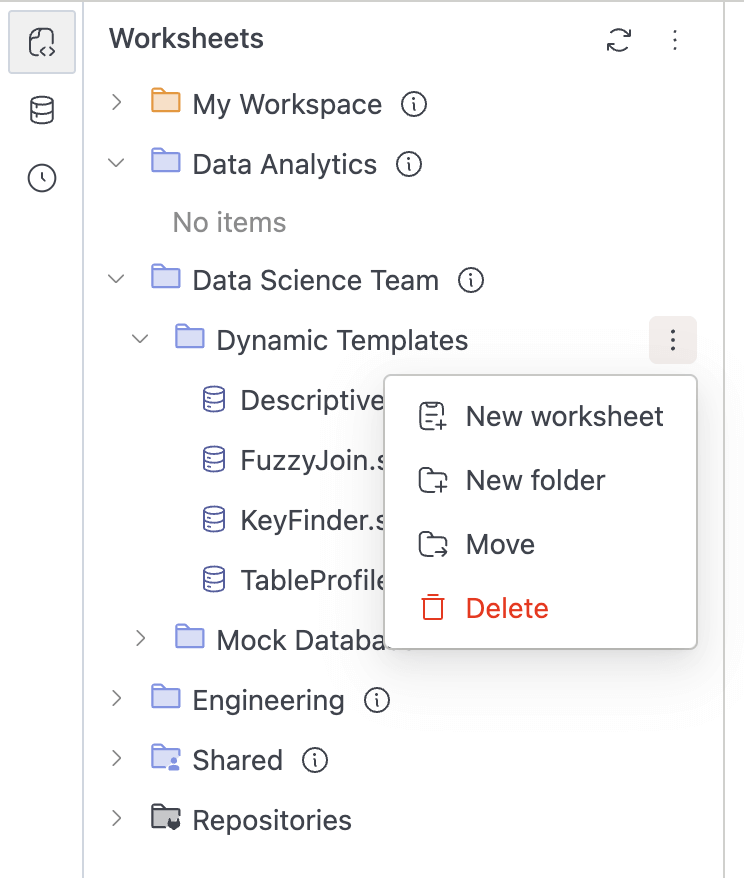 Worksheets
My Workspace
Data Analytics
No items
Data Science Team
Dynamic Templates
Descriptive
New worksheet
FuzzyJoin.s
New folder
KeyFinder.s
Move
TableProfile
Delete
Mock Databa
Engineering
Shared
Repositories